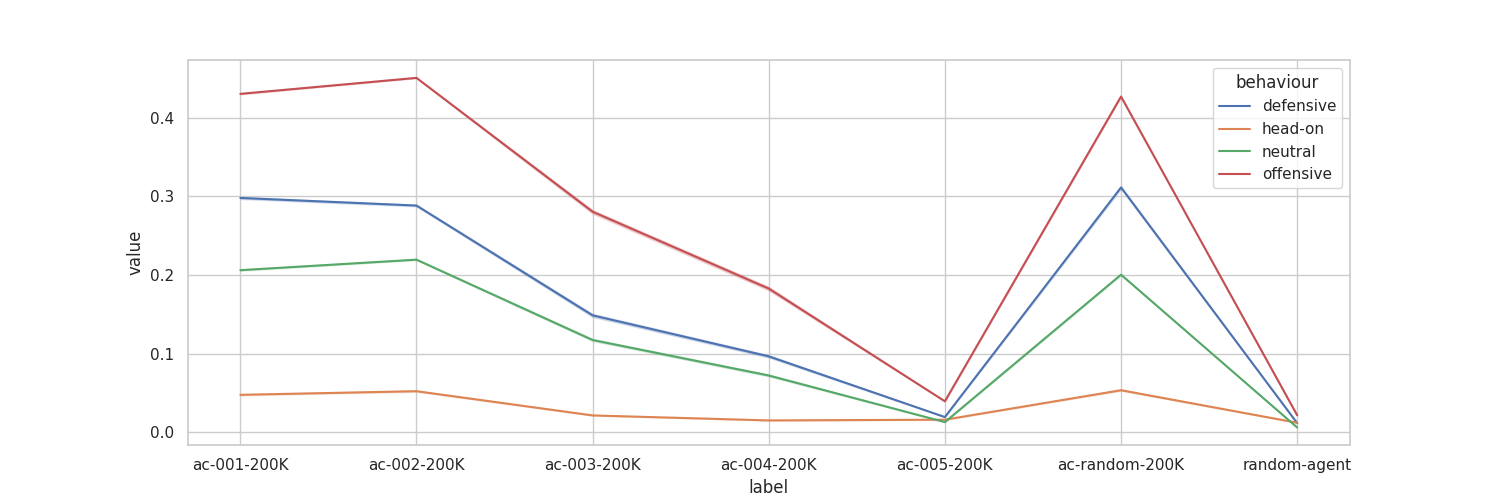 behaviour
defensive
head-on
neutral
offensive
value
0.4
0.3
0.2
0.1
0.0
ac-001-200K ac-002-200K ac-003-200K ac-004-200K ac-005-200K ac-random-200K random-agent
label